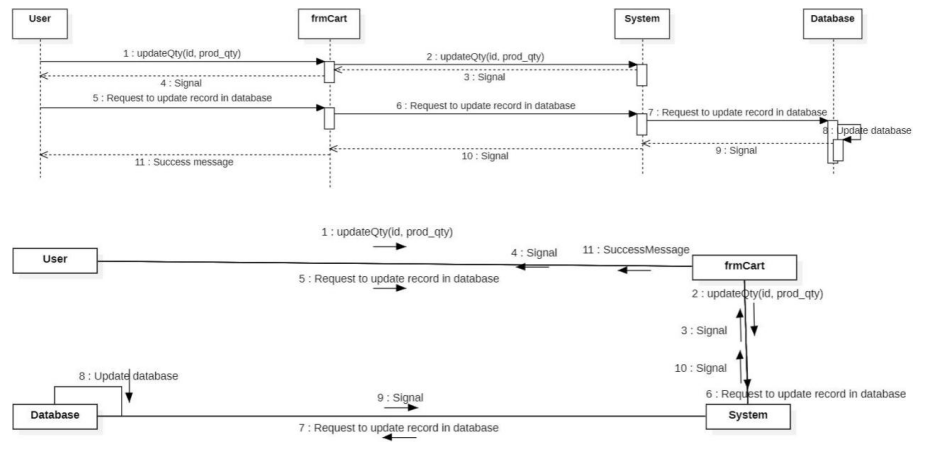 User
frmCart
System
Database
1 : updateQty(id, prod_qty)
2 : updateQty(id, prod_qty)
3 : Signal
4 : Signal
5 : Request to update record in database
6 : Request to update record in database
7 : Request to update record in database
8 : Update database
9 : Signal
10 : Signal
11 : Success message
1 : updateQty(id, prod_qty)
4 : Signal
11 : SuccessMessage
User
frmCart
5 : Request to update record in database
2 : updateQty(id, prod_qty)
3 : Signal
10 : Signal
8 : Update database
6 : Request to update record in database
9 : Signal
Database
System
7 : Request to update record in database